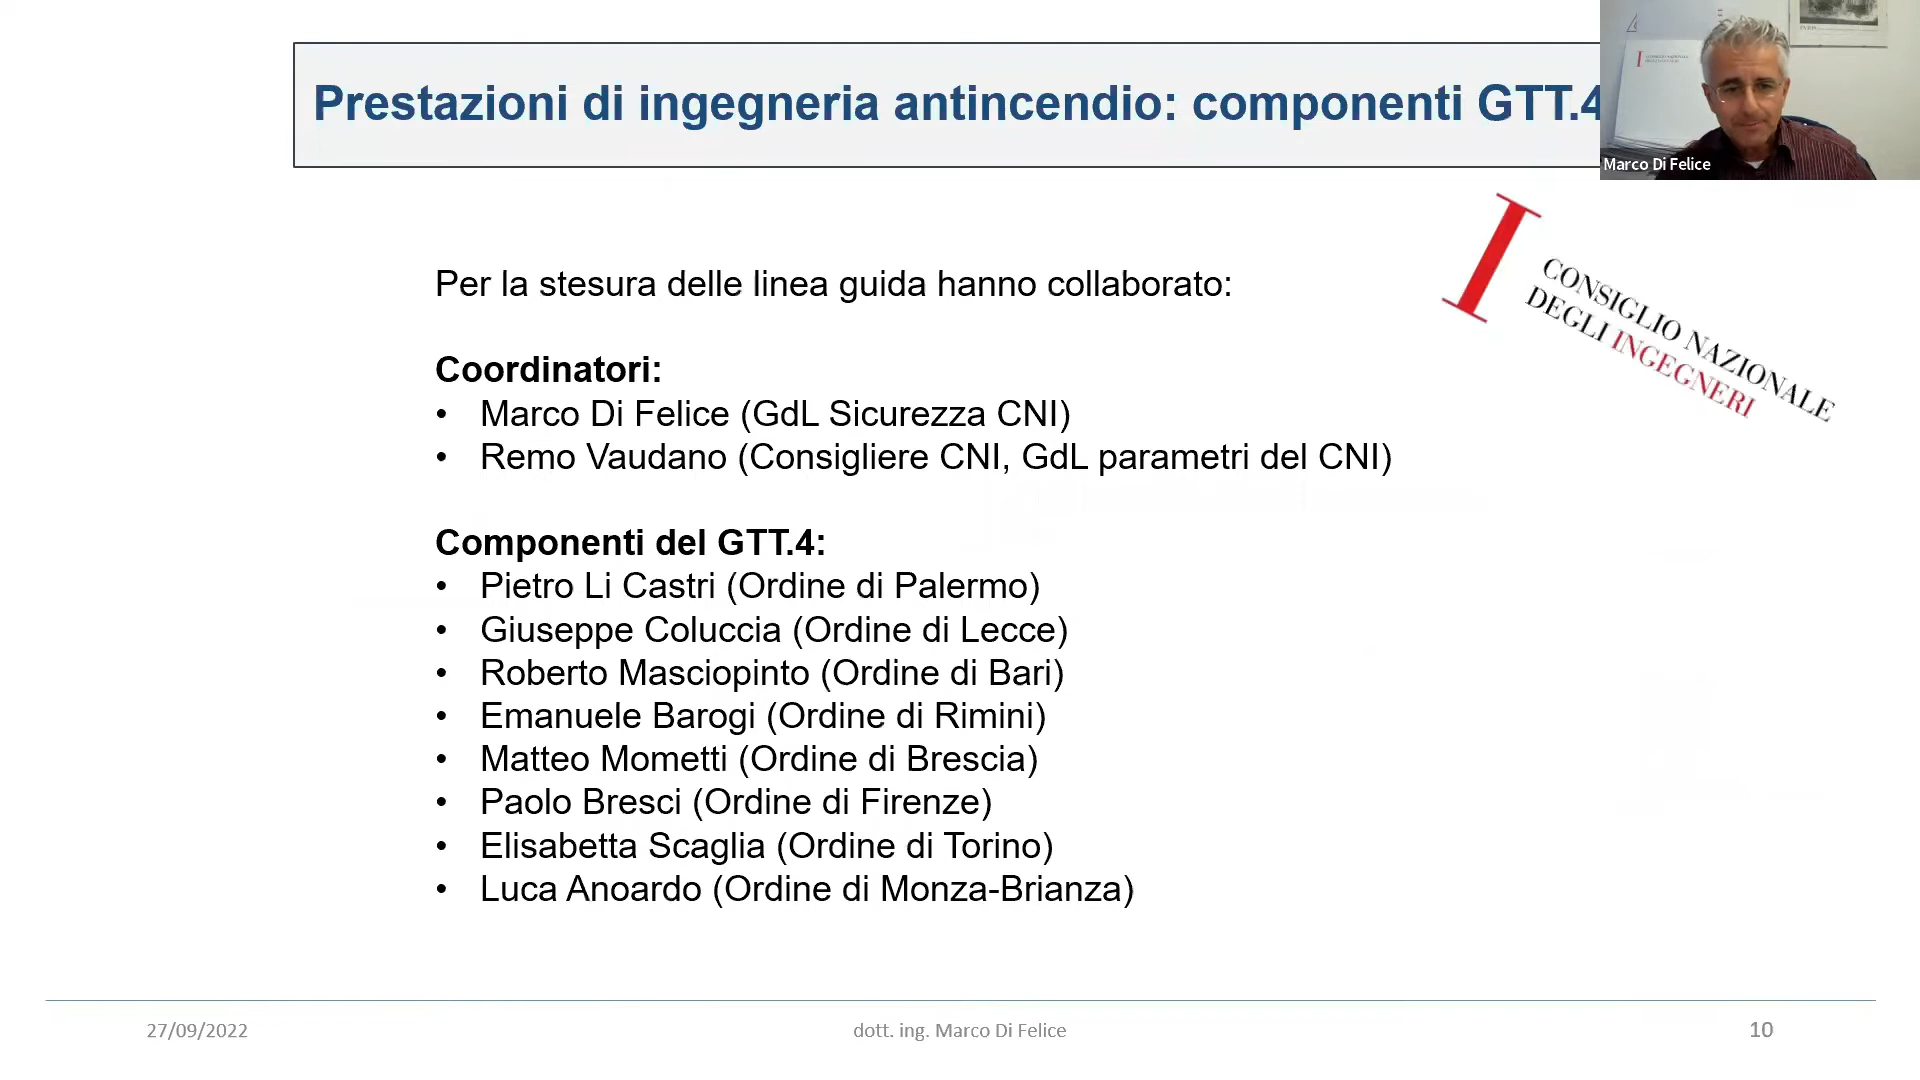 Prestazioni di ingegneria antincendio: componenti GTT.4
Marco Di Felice
CONSIGLIO NAZIONALE
DEGLI INGEGNERI
Per la stesura delle linea guida hanno collaborato:
Coordinatori:
• Marco Di Felice (GdL Sicurezza CNI)
• Remo Vaudano (Consigliere CNI, GdL parametri del CNI)
Componenti del GTT.4:
• Pietro Li Castri (Ordine di Palermo)
• Giuseppe Coluccia (Ordine di Lecce)
• Roberto Masciopinto (Ordine di Bari)
• Emanuele Barogi (Ordine di Rimini)
• Matteo Mometti (Ordine di Brescia)
• Paolo Bresci (Ordine di Firenze)
• Elisabetta Scaglia (Ordine di Torino)
• Luca Anoardo (Ordine di Monza-Brianza)
27/09/2022
dott. ing. Marco Di Felice
10